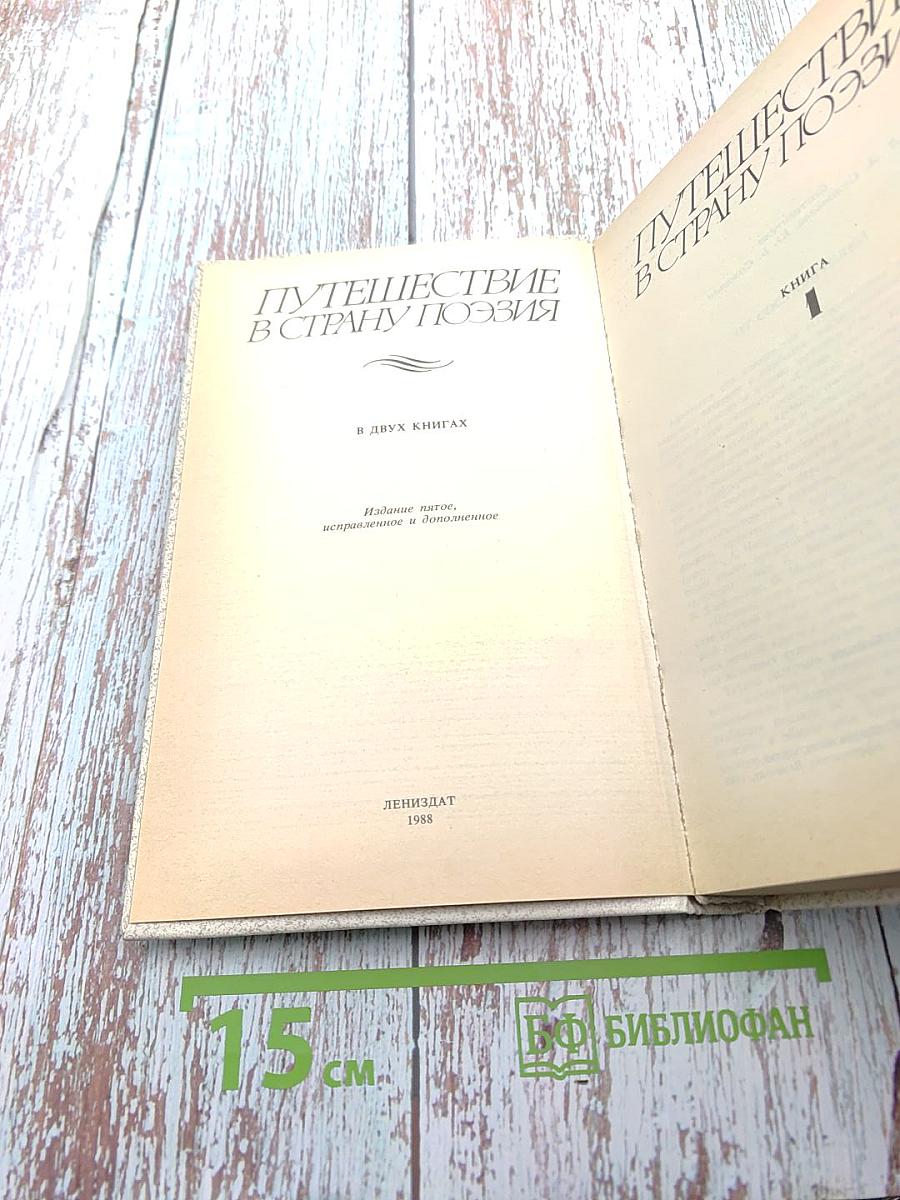 ПУТЕШЕСТВИЕ
В СТРАНУ ПОЭЗИЯ
В ДВУХ КНИГАХ
Издание пятое,
исправленное и дополненное
ЛЕНИЗДАТ
1988
ПУТЕШЕСТВИ
В СТРАНУ ПОЭЗИ
КНИГА
1
15 см
БФ БИБЛИОФАН